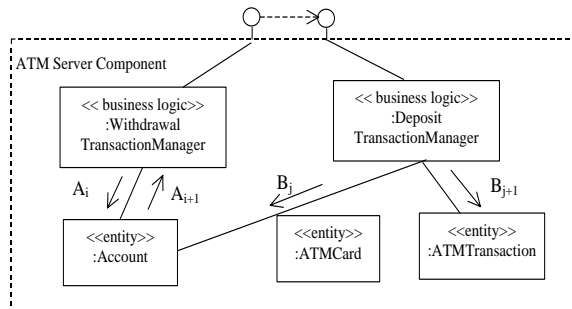 ATM Server Component
<< business logic>>
:Withdrawal
TransactionManager
<< business logic>>
:Deposit
TransactionManager
Ai
Ai+1
Bj
Bj+1
<<entity>>
:Account
<<entity>>
:ATMCard
<<entity>>
:ATMTransaction